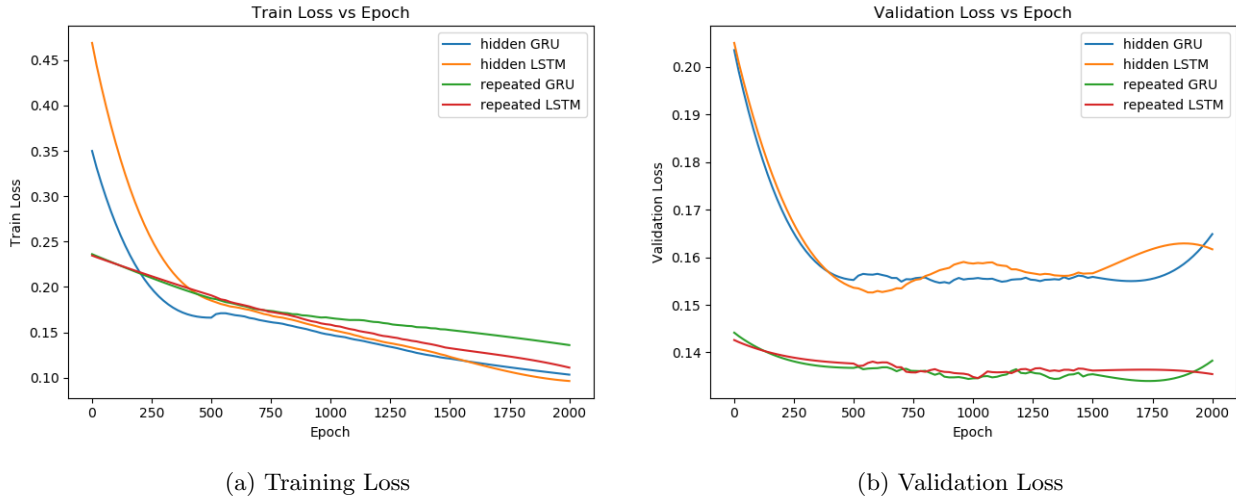 Train Loss vs Epoch
Train Loss
0.45
0.40
0.35
0.30
0.25
0.20
0.15
0.10
hidden GRU
hidden LSTM
repeated GRU
repeated LSTM
0 250 500 750 1000 1250 1500 1750 2000
Epoch
(a) Training Loss
Validation Loss vs Epoch
Validation Loss
0.20
0.19
0.18
0.17
0.16
0.15
0.14
hidden GRU
hidden LSTM
repeated GRU
repeated LSTM
0 250 500 750 1000 1250 1500 1750 2000
Epoch
(b) Validation Loss